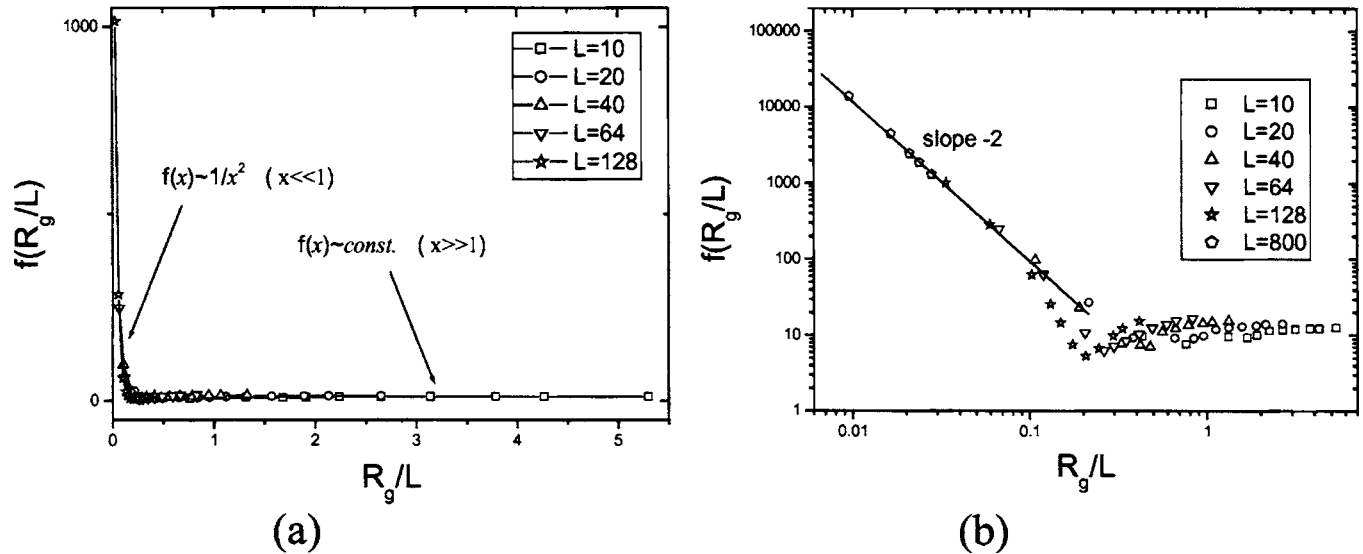 1000
0
f(R_g/L)
L=10
L=20
L=40
L=64
L=128
f(x)~1/x² ( x<<1)
f(x)~const. ( x>>1)
0 1 2 3 4 5
R_g/L
(a)
100000
10000
1000
100
10
1
f(R_g/L)
slope -2
L=10
L=20
L=40
L=64
L=128
L=800
0.01 0.1 1
R_g/L
(b)